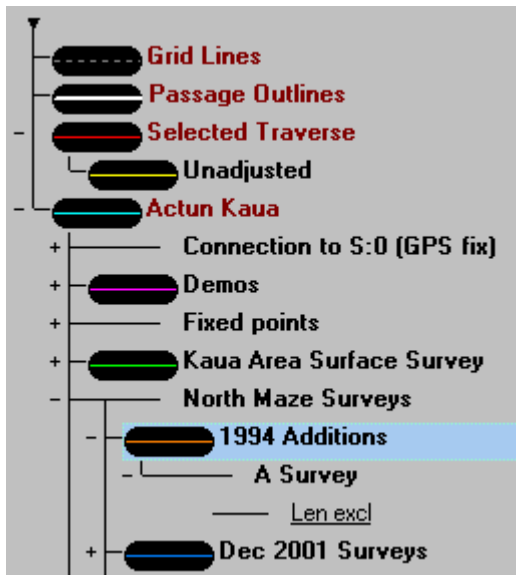 Grid Lines
Passage Outlines
Selected Traverse
Unadjusted
Actun Kaua
Connection to S:0 (GPS fix)
Demos
Fixed points
Kaua Area Surface Survey
North Maze Surveys
1994 Additions
A Survey
Len excl
Dec 2001 Surveys